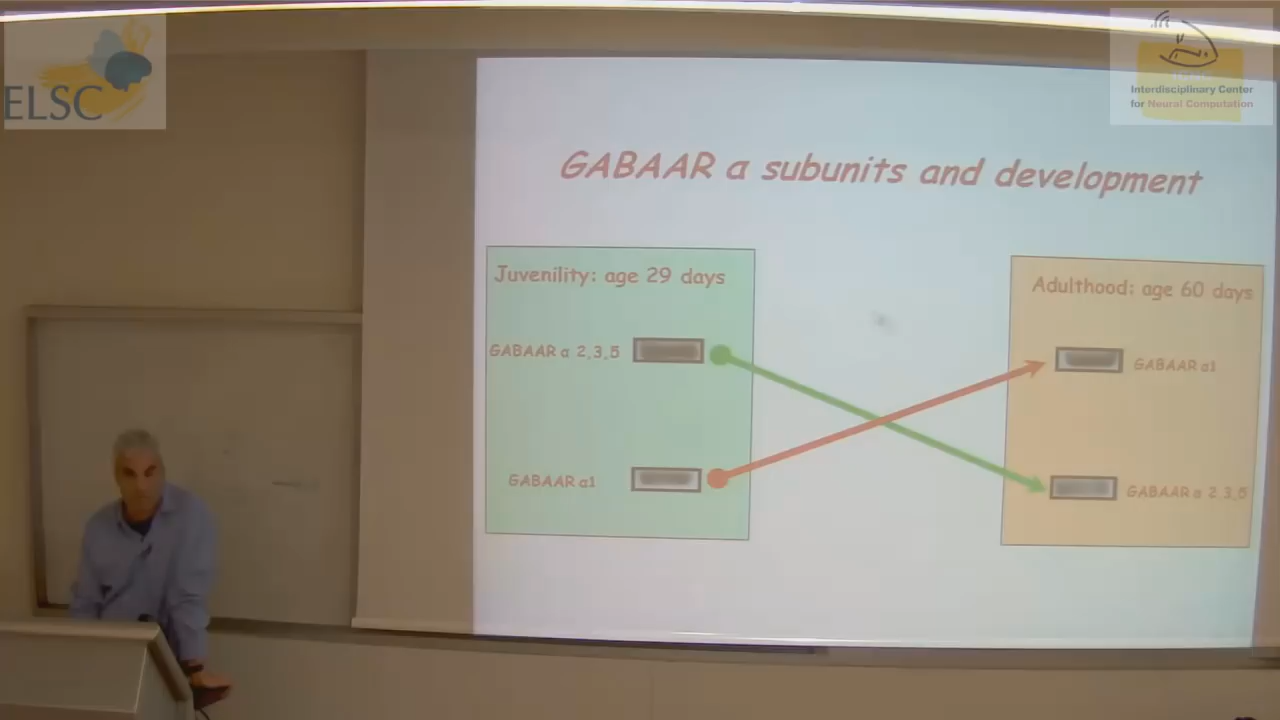 ELSC
Interdisciplinary Center
for Neural Computation
GABAAR α subunits and development
Juvenility: age 29 days
GABAAR α 2,3,5
GABAAR α1
Adulthood: age 60 days
GABAAR α1
GABAAR α 2,3,5